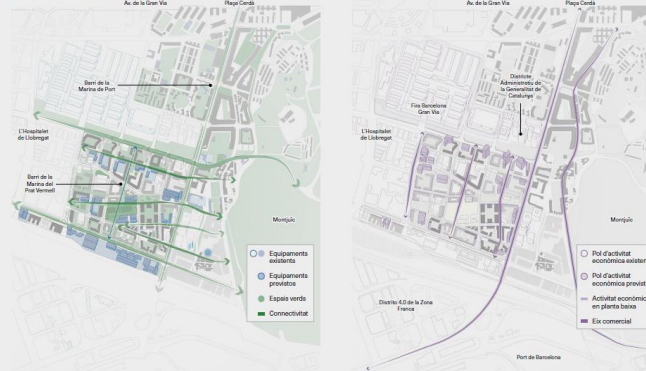 Av. de la Gran Via
Plaça Cerdà
Barri de la
Marina de Port
L'Hospitalet
de Llobregat
Barri de la
Marina del
Prat Vermell
Montjuïc
Equipaments
existents
Equipaments
previstos
Espais verds
Connectivitat
Av. de la Gran Via
Plaça Cerdà
Districte
Administratiu de
la Generalitat de
Catalunya
Fira Barcelona
Gran Via
L'Hospitalet
de Llobregat
Montjuïc
Pol d'activitat
econòmica existent
Pol d'activitat
econòmica previst
Activitat econòmica
en planta baixa
Eix comercial
Districte 4.0 de la Zona
Franca
Port de Barcelona